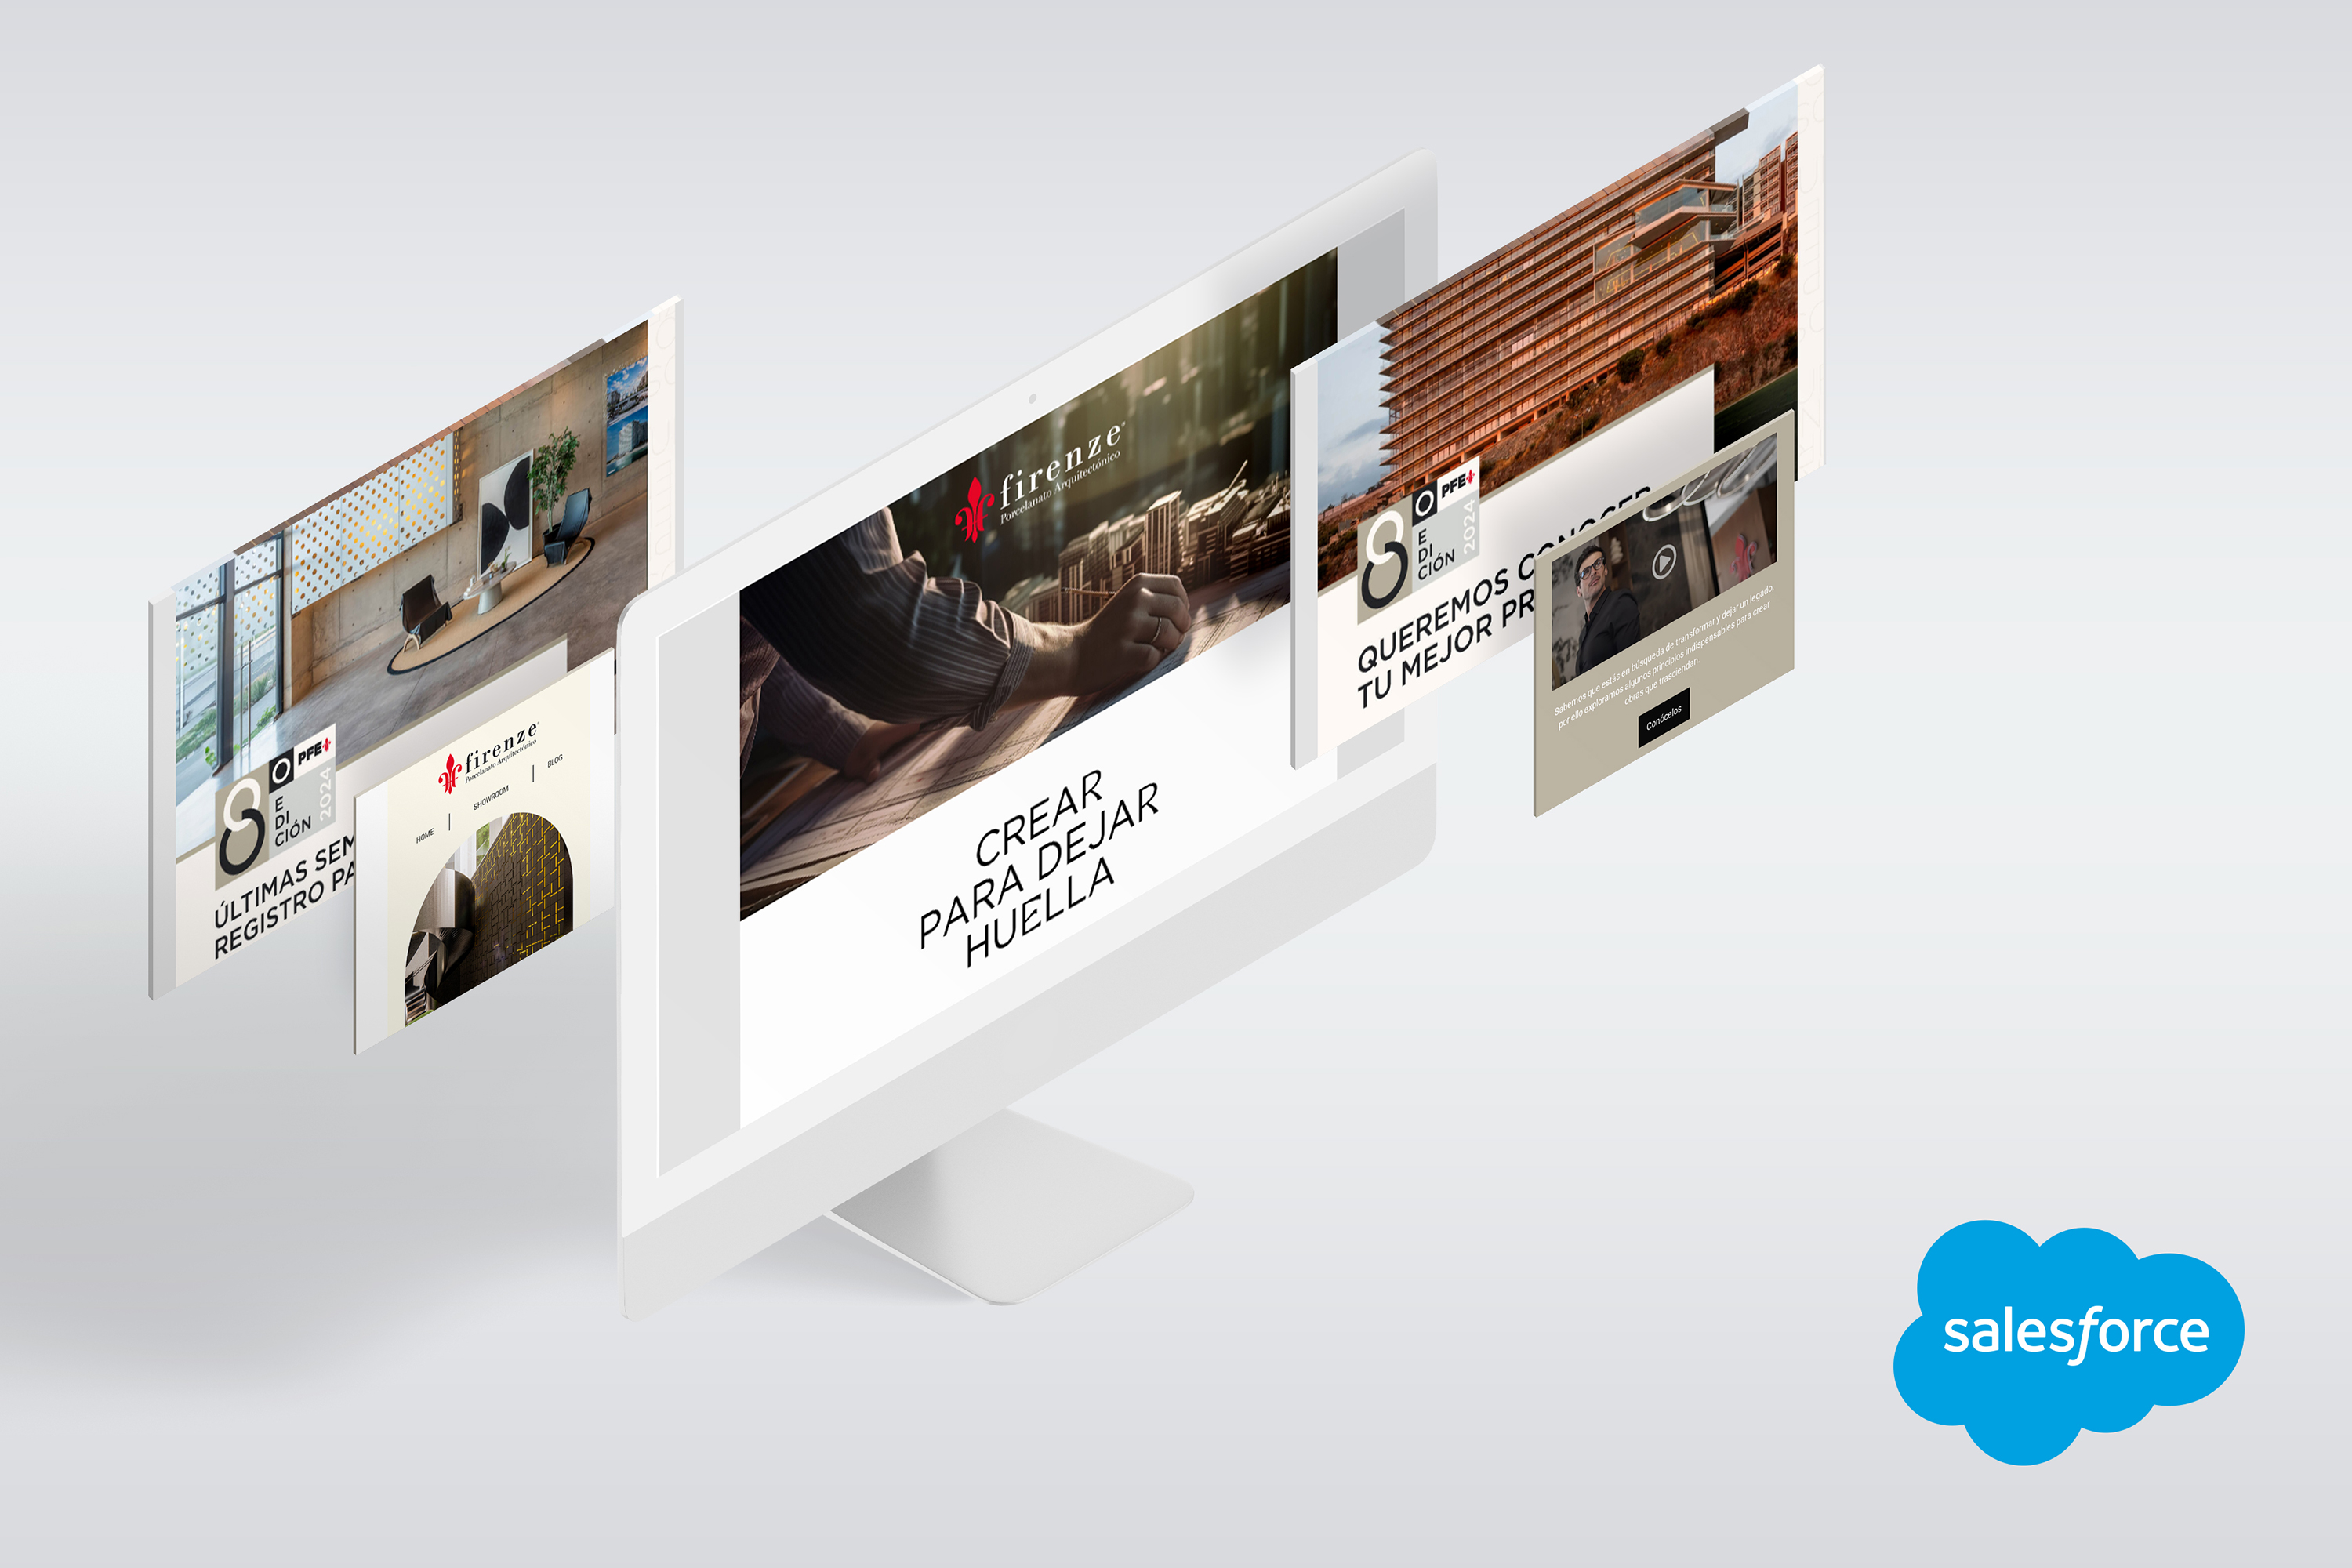 8O PFE
E
DI
CIÓN
2024
ÚLTIMAS SEM
REGISTRO PA
firenze
Porcelanato Arquitectónico
HOME | SHOWROOM | BLOG
firenze
Porcelanato Arquitectónico
CREAR
PARA DEJAR
HUELLA
8O PFE
E
DI
CIÓN
2024
QUEREMOS CONOCER
TU MEJOR PR
Sabemos que estás en búsqueda de transformar y dejar un legado,
por ello exploramos algunos principios indispensables para crear
obras que trasciendan.
Conócelos
salesforce